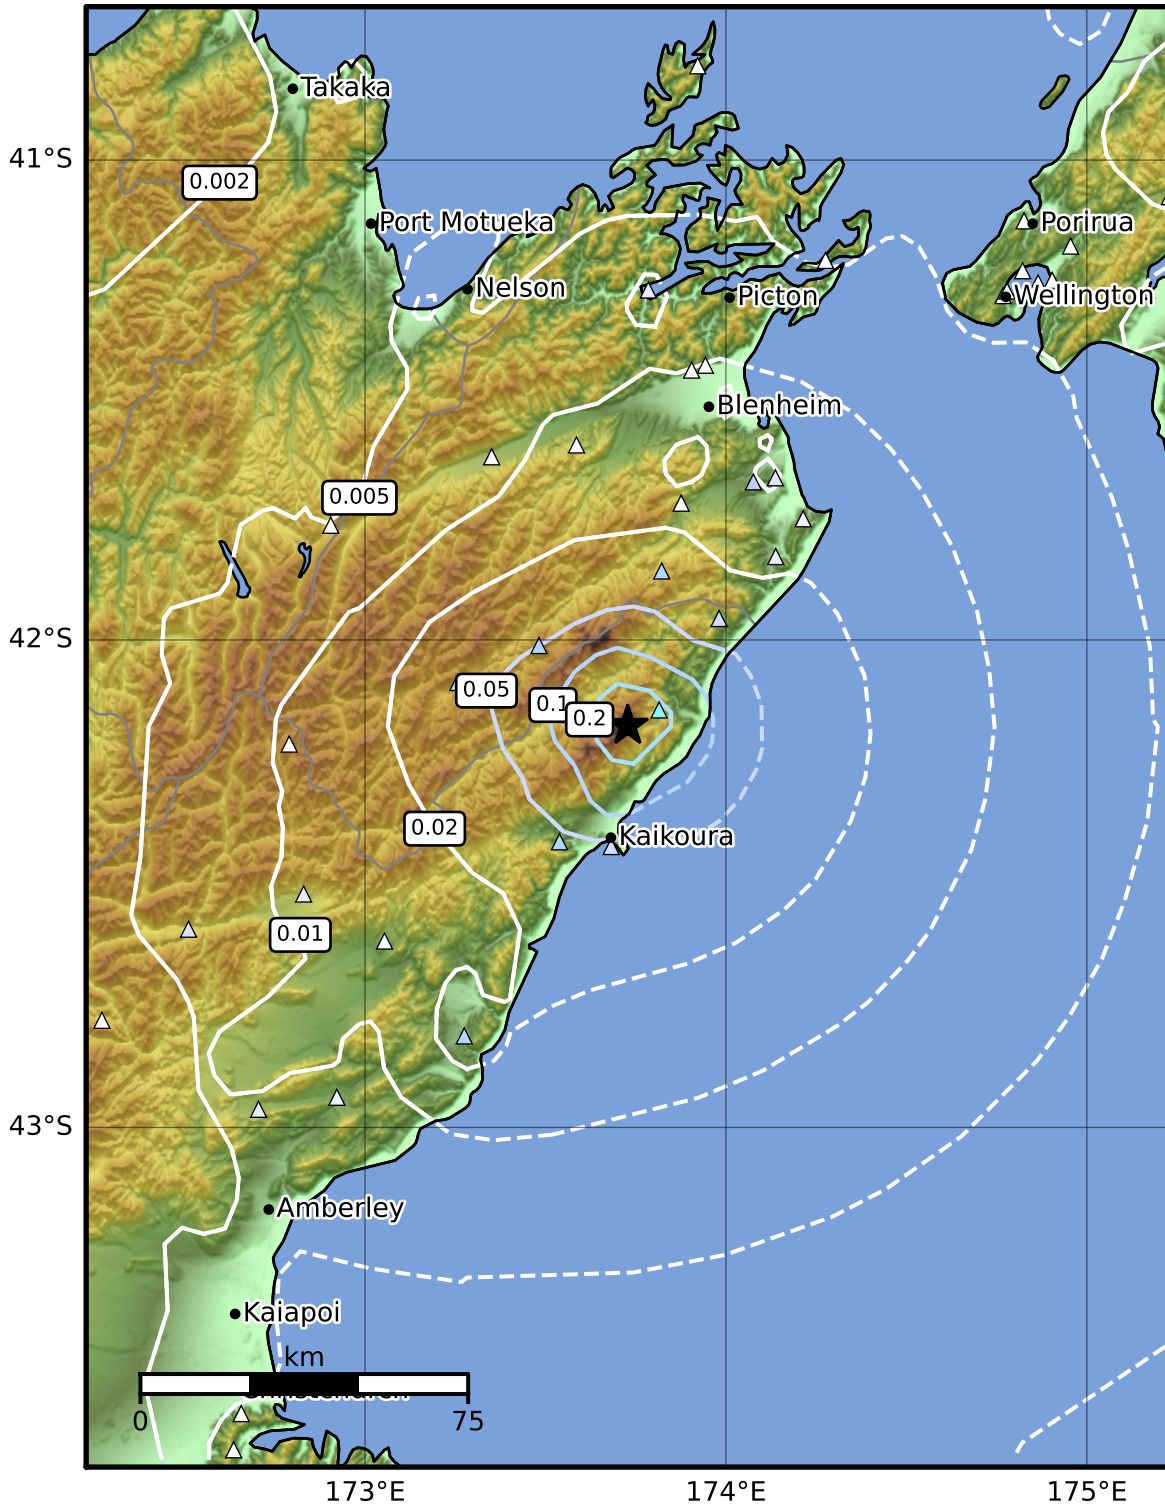 Takaka
41°S
0.002
Port Motueka
Porirua
Nelson
Picton
Wellington
Blenheim
0.005
42°S
0.05
0.1
0.2
0.02
Kaikoura
0.01
43°S
Amberley
Kaiapoi
km
0
75
173°E
174°E
175°E